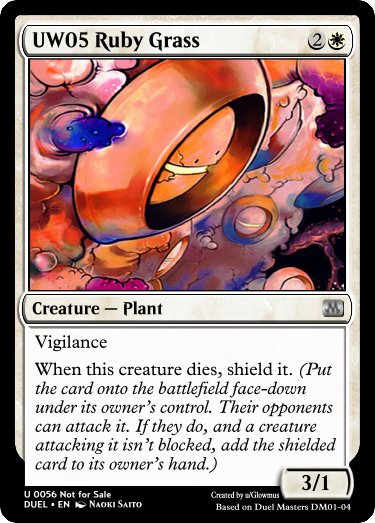 UW05 Ruby Grass 2
Creature — Plant
Vigilance
When this creature dies, shield it. (Put
the card onto the battlefield face-down
under its owner's control. Their opponents
can attack it. If they do, and a creature
attacking it isn't blocked, add the shielded
card to its owner's hand.)
3/1
U 0056 Not for Sale
DUEL • EN Naoki Saito
Created by u/Glowmus
Based on Duel Masters DM01-04